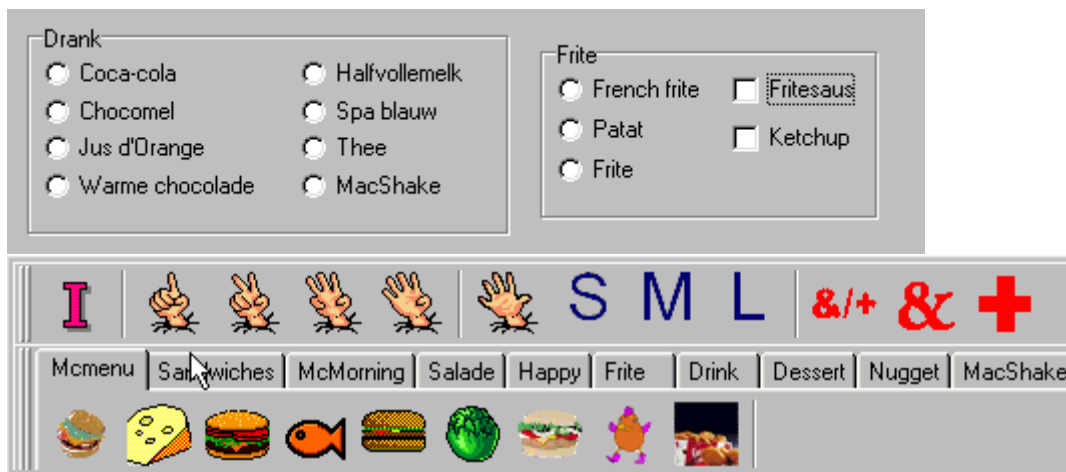 Drank
Coca-cola
Halfvollemelk
Chocomel
Spa blauw
Jus d'Orange
Thee
Warme chocolade
MacShake
Frite
French frite
Fritesaus
Patat
Ketchup
Frite
I
S M L &/+ & +
Mcmenu Sandwiches McMorning Salade Happy Frite Drink Dessert Nugget MacShake